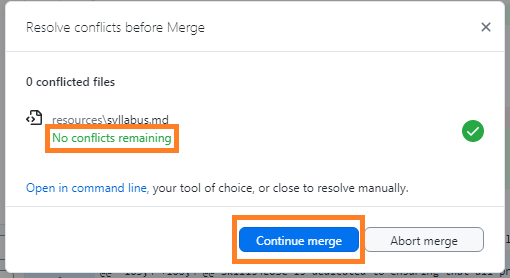 Resolve conflicts before Merge
0 conflicted files
resources\syllabus.md
No conflicts remaining
Open in command line, your tool of choice, or close to resolve manually.
Continue merge
Abort merge